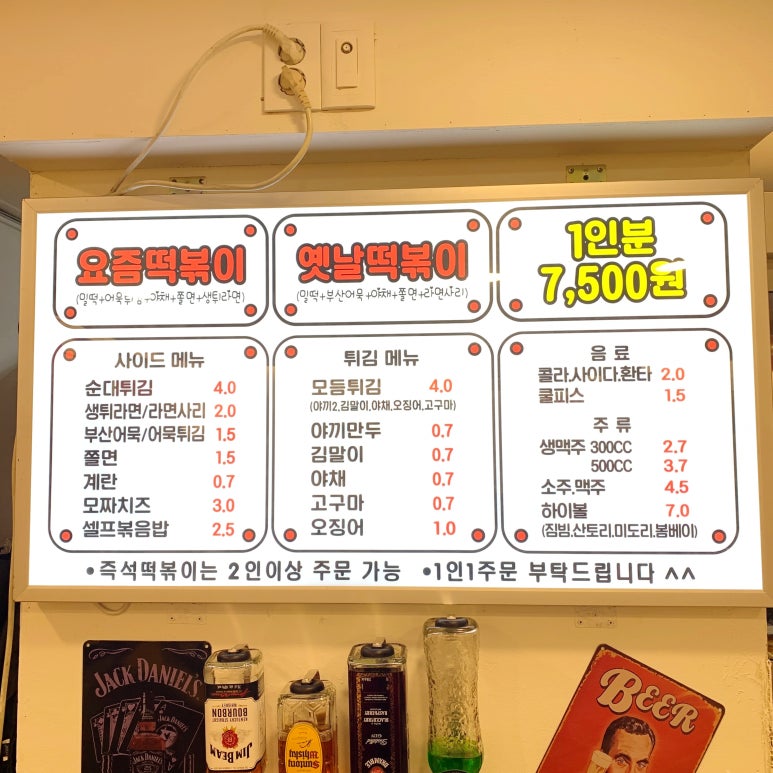 요즘떡볶이
(밀떡+어묵튀김+야채+쫄면+생튀라면)
옛날떡볶이
(밀떡+부산어묵+야채+쫄면+라면사리)
1인분
7,500원
사이드 메뉴
순대튀김 4.0
생튀라면/라면사리 2.0
부산어묵/어묵튀김 1.5
쫄면 1.5
계란 0.7
모짜치즈 3.0
셀프볶음밥 2.5
튀김 메뉴
모듬튀김 4.0
(야끼2,김말이,야채,오징어,고구마)
야끼만두 0.7
김말이 0.7
야채 0.7
고구마 0.7
오징어 1.0
음료
콜라.사이다.환타 2.0
쿨피스 1.5
주류
생맥주 300CC 2.7
500CC 3.7
소주.맥주 4.5
하이볼 7.0
(짐빔,산토리,미도리,봄베이)
•즉석떡볶이는 2인이상 주문 가능 •1인1주문 부탁드립니다 ^^
JACK DANIEL'S
KENTUCKY STRAIGHT
BOURBON
WHISKEY
JIM BEAM
SUNTORY
Whisky
BLACKBERRY
RASPBERRY
BRAMBLE
BEER